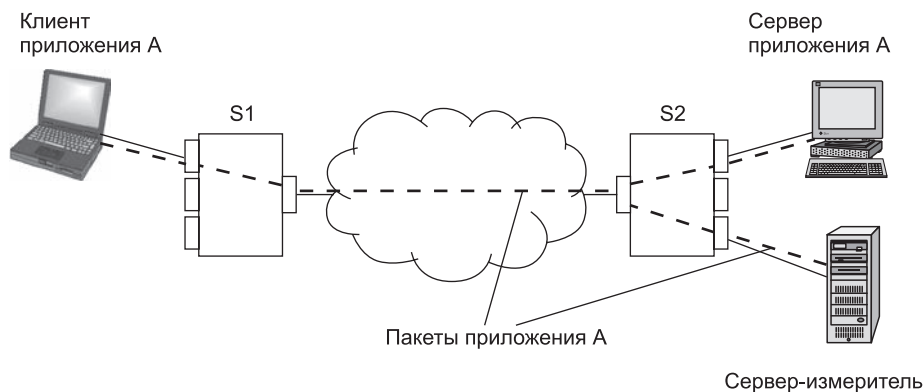 Клиент
приложения А
Сервер
приложения А
S1
S2
Пакеты приложения А
Сервер-измеритель